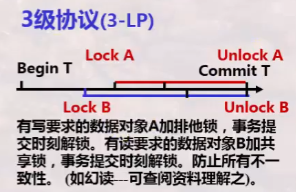 3级协议(3-LP)
Lock A Unlock A
Begin T Commit T
Lock B Unlock B
有写要求的数据对象A加排他锁，事务提
交时刻解锁。有读要求的数据对象B加共
享锁，事务提交时刻解锁。防止所有不一
致性。 (如幻读---可查阅资料理解之)。